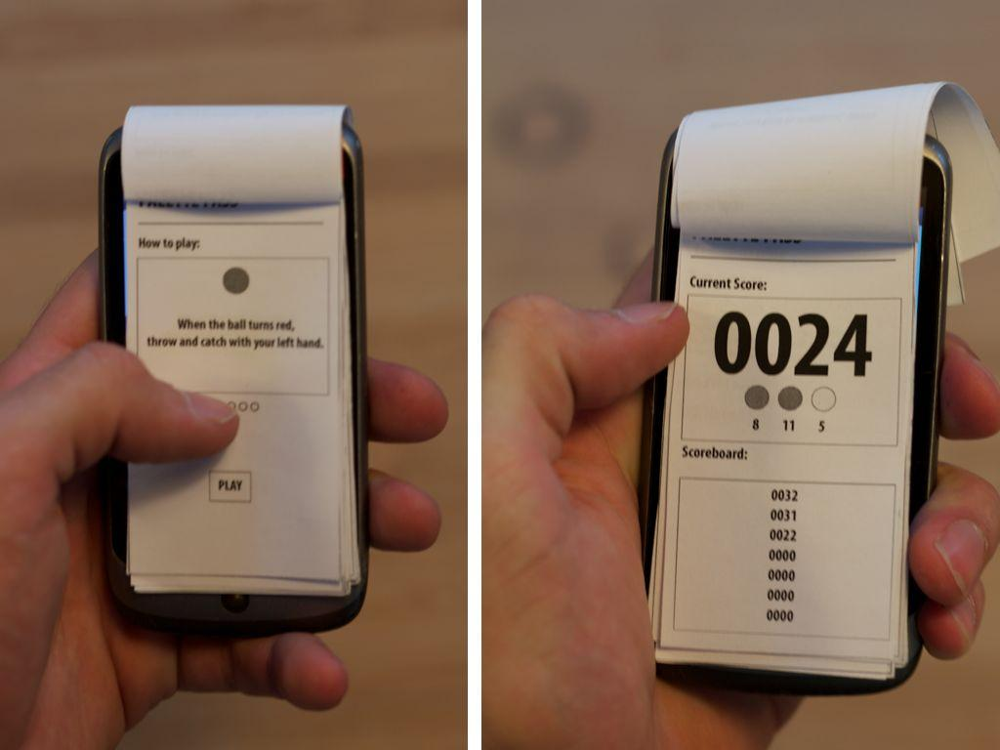 How to play:
When the ball turns red,
throw and catch with your left hand.
PLAY
Current Score:
0024
8 11 5
Scoreboard:
0032
0031
0022
0000
0000
0000
0000